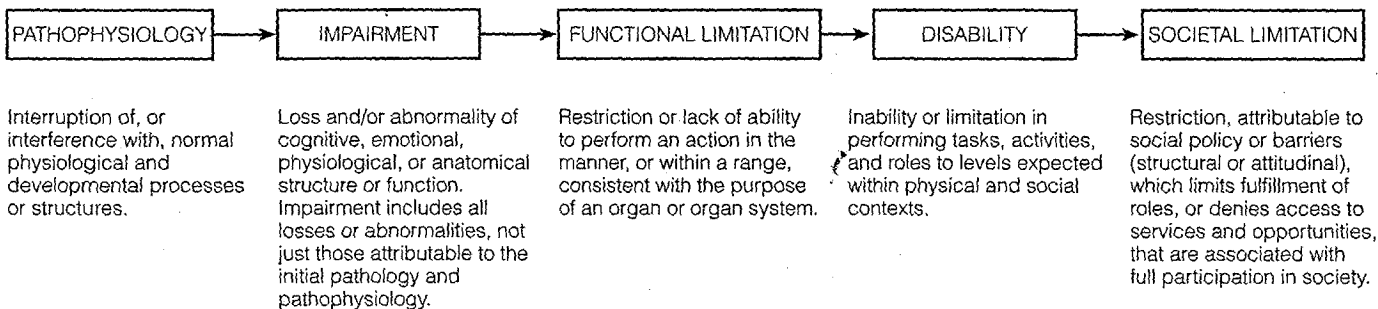 PATHOPHYSIOLOGY
IMPAIRMENT
FUNCTIONAL LIMITATION
DISABILITY
SOCIETAL LIMITATION
Interruption of, or
interference with, normal
physiological and
developmental processes
or structures.
Loss and/or abnormality of
cognitive, emotional,
physiological, or anatomical
structure or function.
Impairment includes all
losses or abnormalities, not
just those attributable to the
initial pathology and
pathophysiology.
Restriction or lack of ability
to perform an action in the
manner, or within a range,
consistent with the purpose
of an organ or organ system.
Inability or limitation in
performing tasks, activities,
and roles to levels expected
within physical and social
contexts.
Restriction, attributable to
social policy or barriers
(structural or attitudinal),
which limits fulfillment of
roles, or denies access to
services and opportunities,
that are associated with
full participation in society.